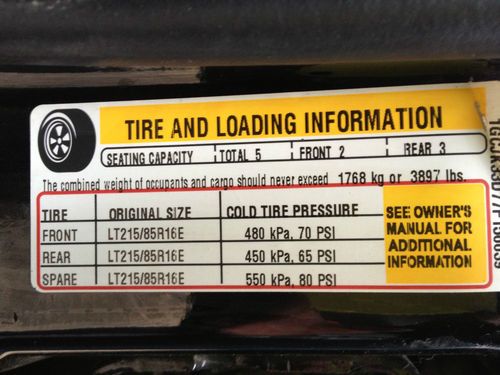 TIRE AND LOADING INFORMATION
SEATING CAPACITY TOTAL 5 FRONT 2 REAR 3
The combined weight of occupants and cargo should never exceed 1768 kg or 3897 lbs.
TIRE ORIGINAL SIZE COLD TIRE PRESSURE
FRONT LT215/85R16E 480 kPa, 70 PSI
REAR LT215/85R16E 450 kPa, 65 PSI
SPARE LT215/85R16E 550 kPa, 80 PSI
SEE OWNER'S
MANUAL FOR
ADDITIONAL
INFORMATION